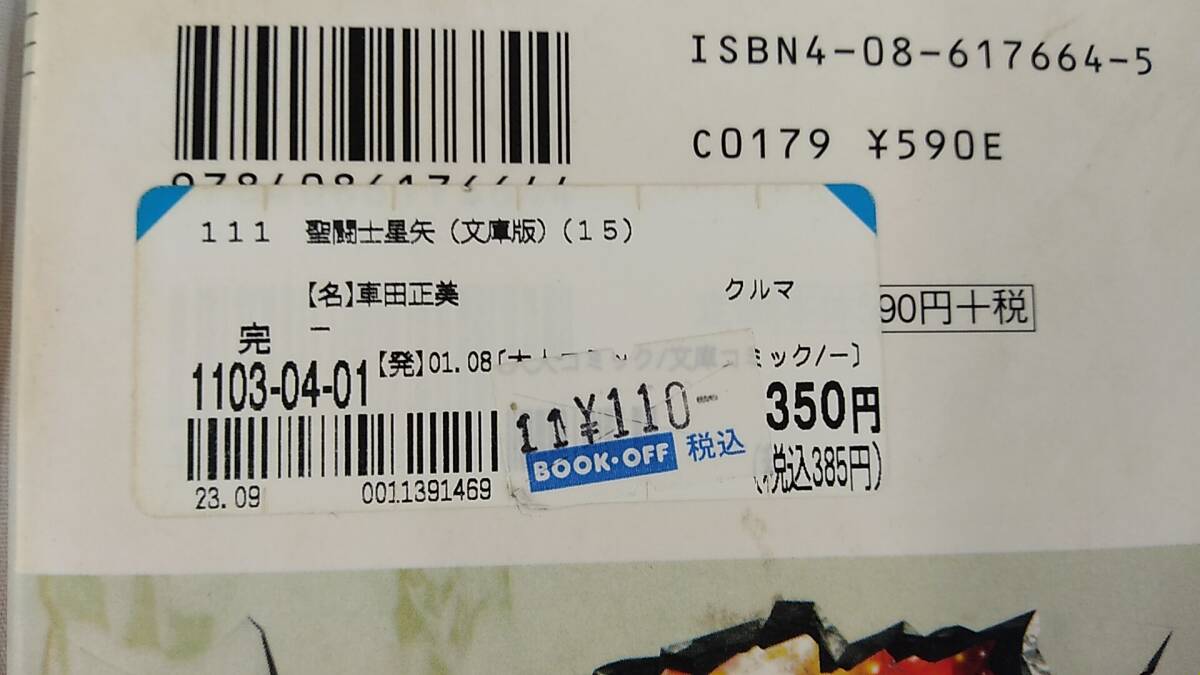 ISBN4-08-617664-5
C0179 ¥590E
111 聖闘士星矢(文庫版)(15)
【名】車田正美 クルマ
完 ー
90円+税
1103-04-01
【発】01.08
ミック/ー]
11¥110-
350円
BOOK・OFF 税込
税込385円)
23.09 0011391469